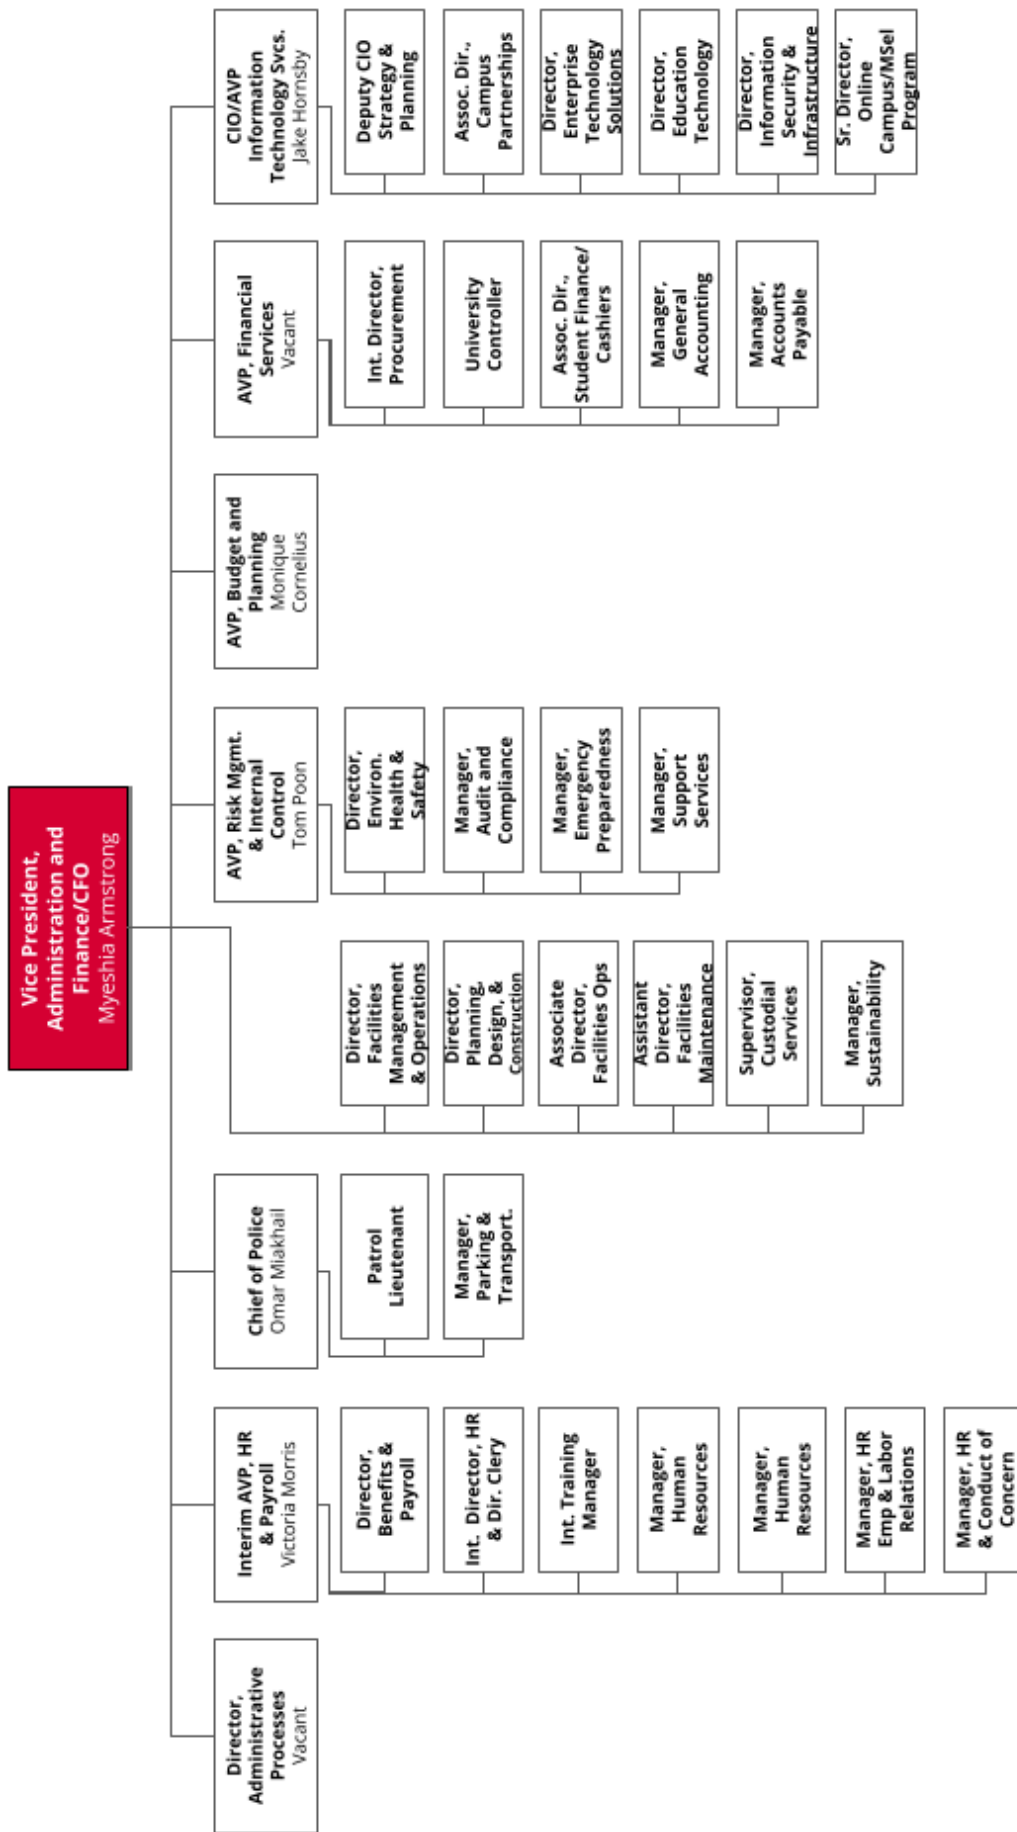 Vice President,
Administration and
Finance/CFO
Myeshia Armstrong
Director,
Administrative
Processes
Vacant
Interim AVP, HR
& Payroll
Victoria Morris
Director,
Benefits &
Payroll
Int. Director, HR
& Dir. Clery
Int. Training
Manager
Manager,
Human
Resources
Manager,
Human
Resources
Manager, HR
Emp & Labor
Relations
Manager, HR
& Conduct of
Concern
Chief of Police
Omar Miakhail
Patrol
Lieutenant
Manager,
Parking &
Transport.
Director,
Facilities
Management
& Operations
Director,
Planning,
Design, &
Construction
Associate
Director,
Facilities Ops
Assistant
Director,
Facilities
Maintenance
Supervisor,
Custodial
Services
Manager,
Sustainability
AVP, Risk Mgmt.
& Internal
Control
Tom Poon
Director,
Environ.
Health &
Safety
Manager,
Audit and
Compliance
Manager,
Emergency
Preparedness
Manager,
Support
Services
AVP, Budget and
Planning
Monique
Cornelius
AVP, Financial
Services
Vacant
Int. Director,
Procurement
University
Controller
Assoc. Dir.,
Student Finance/
Cashiers
Manager,
General
Accounting
Manager,
Accounts
Payable
CIO/AVP
Information
Technology Svcs.
Jake Hornsby
Deputy CIO
Strategy &
Planning
Assoc. Dir.,
Campus
Partnerships
Director,
Enterprise
Technology
Solutions
Director,
Education
Technology
Director,
Information
Security &
Infrastructure
Sr. Director,
Online
Campus/MSel
Program